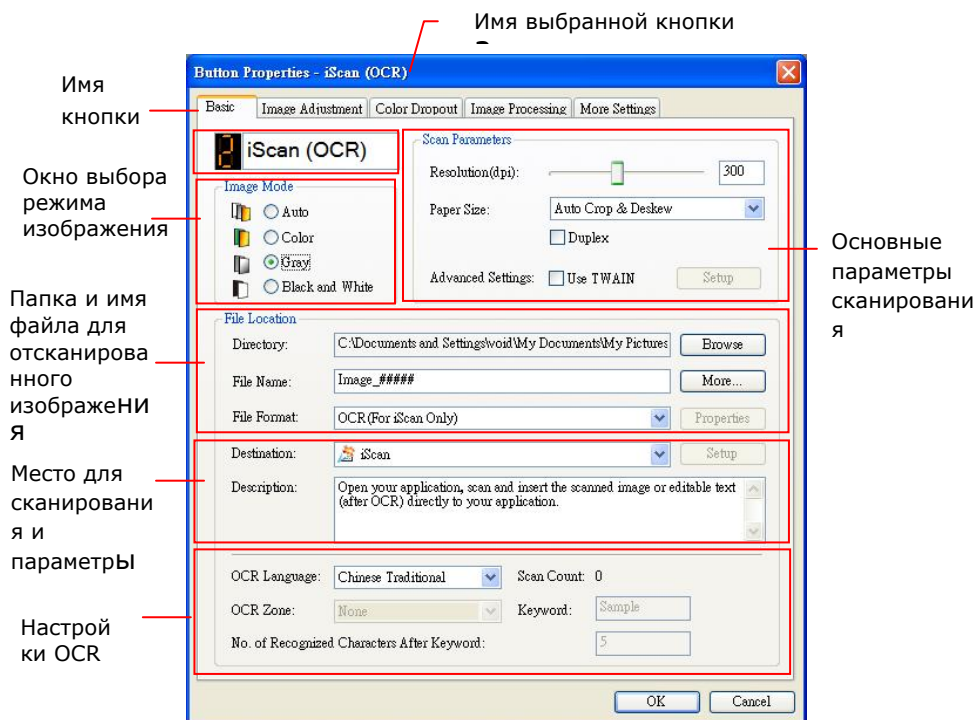 Имя выбранной кнопки
Имя
кнопки
Окно выбора
режима
изображения
Папка и имя
файла для
отсканирова
нного
изображеНИ
Я
Место для
сканировани
я и
параметрЫ
Настрой
ки OCR
Button Properties - iScan (OCR)
Basic Image Adjustment Color Dropout Image Processing More Settings
2 iScan (OCR)
Image Mode
Auto
Color
Gray
Black and White
Scan Parameters
Resolution(dpi): 300
Paper Size: Auto Crop & Deskew
Duplex
Advanced Settings: Use TWAIN Setup
File Location
Directory: C:\Documents and Settings\void\My Documents\My Pictures Browse
File Name: Image_##### More...
File Format: OCR(For iScan Only) Properties
Destination: iScan Setup
Description: Open your application, scan and insert the scanned image or editable text
(after OCR) directly to your application.
OCR Language: Chinese Traditional Scan Count: 0
OCR Zone: None Keyword: Sample
No. of Recognized Characters After Keyword: 5
OK Cancel
Основные
параметры
сканировани
я